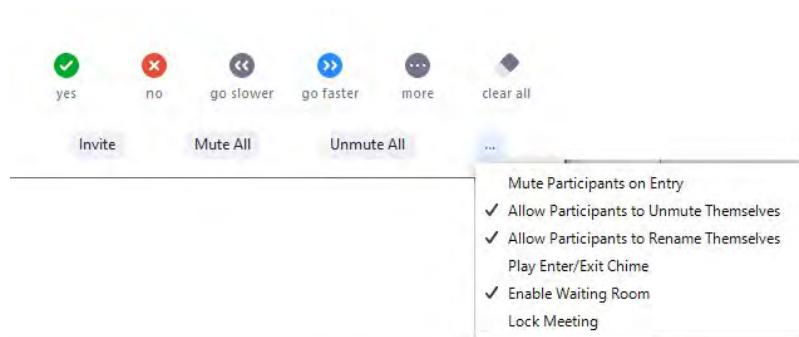 yes no go slower go faster more clear all
Invite Mute All Unmute All ...
Mute Participants on Entry
✓ Allow Participants to Unmute Themselves
✓ Allow Participants to Rename Themselves
Play Enter/Exit Chime
✓ Enable Waiting Room
Lock Meeting